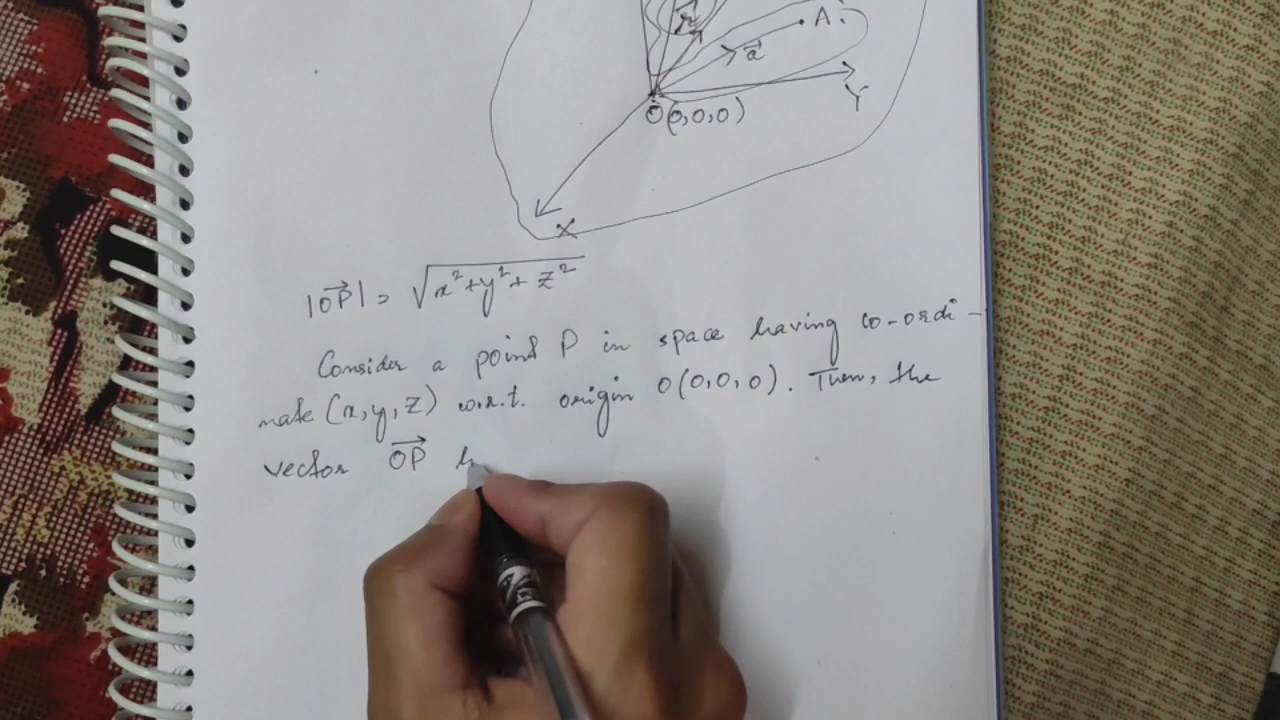 A
a⃗
Y
O(0,0,0)
X
|OP⃗| = √x²+y²+z²
Consider a point P in space having co-ordi-
nate (x,y,z) w.r.t. origin O(0,0,0). Then, the
vector OP⃗